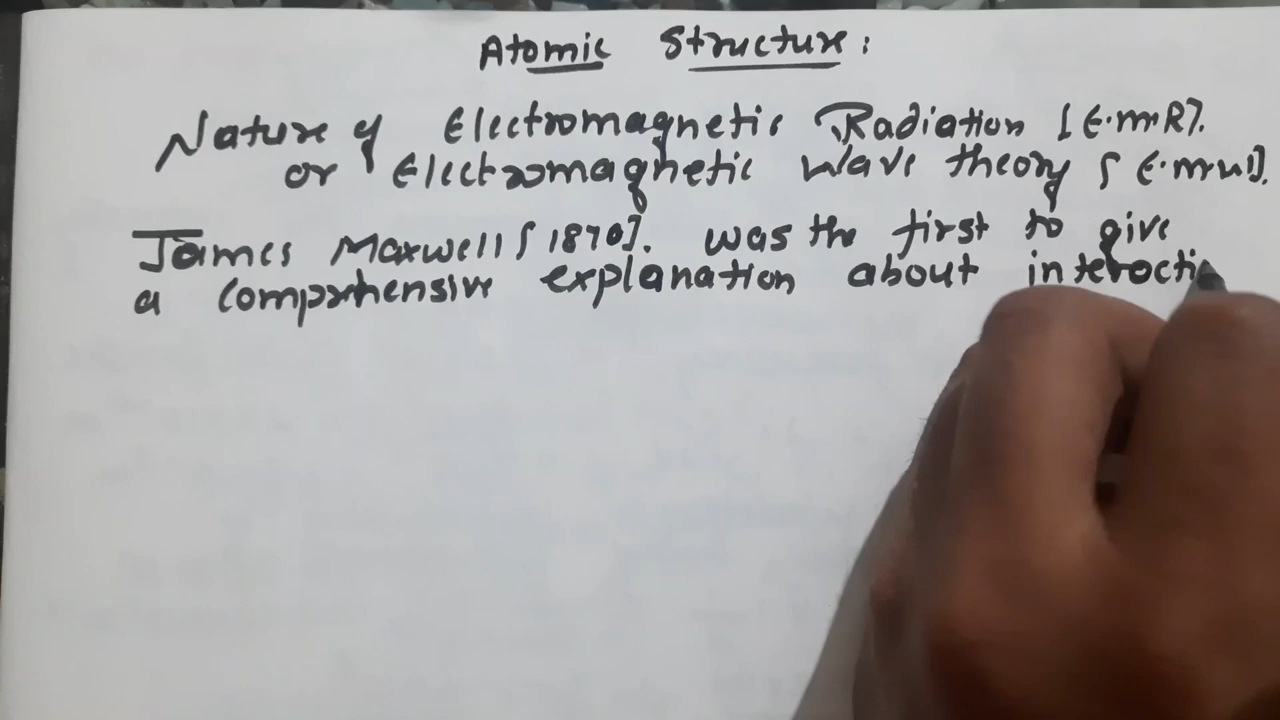 Atomic Structure:
Nature of Electromagnetic Radiation [E.m.R].
or Electromagnetic Wave theory [E.m.w].
James Maxwell [1870]. was the first to give
a comprehensive explanation about interacti